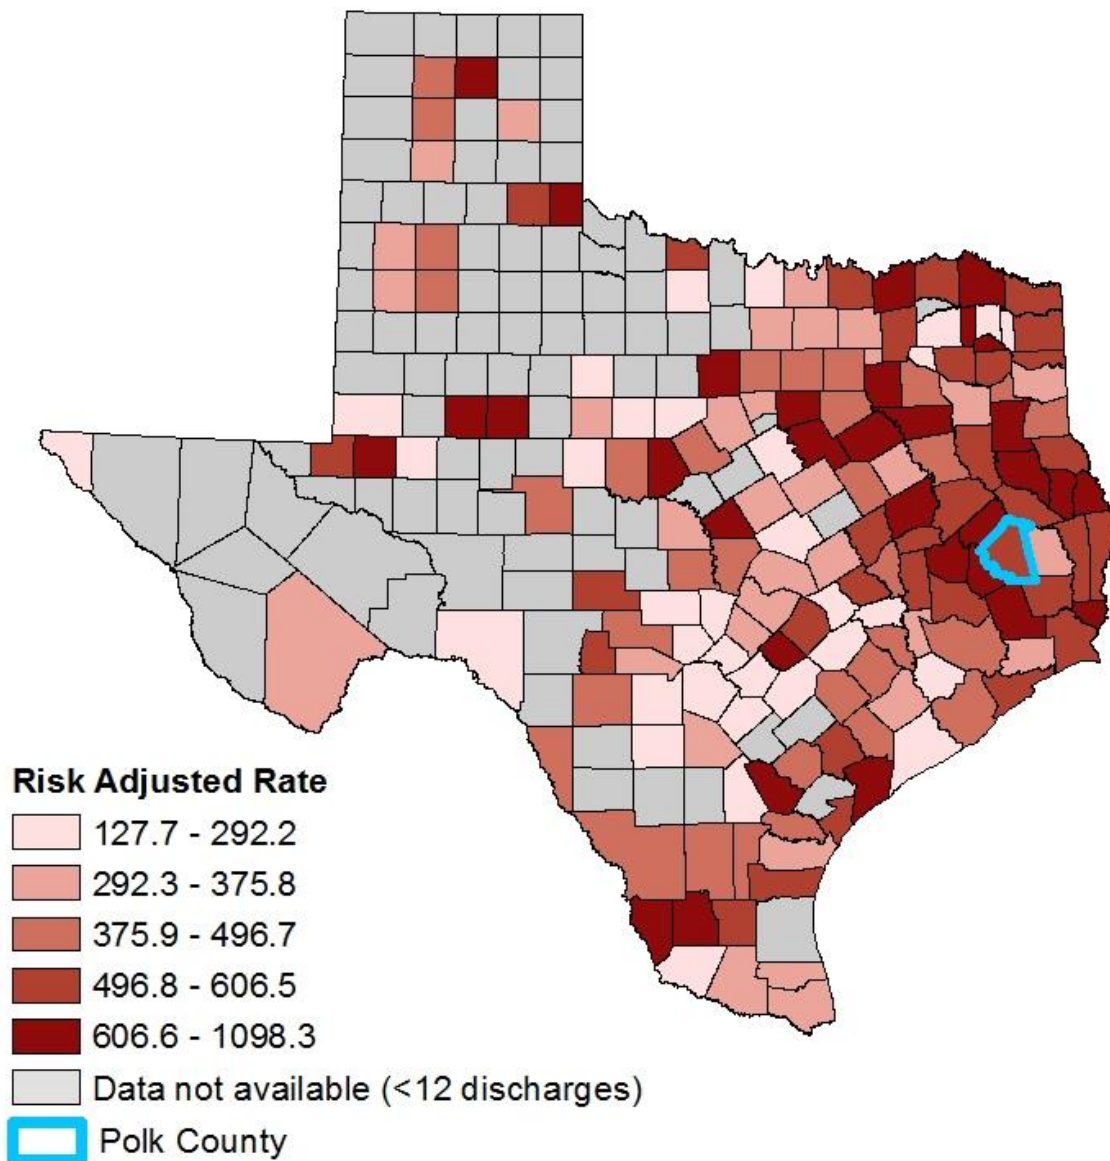 Risk Adjusted Rate
127.7 - 292.2
292.3 - 375.8
375.9 - 496.7
496.8 - 606.5
606.6 - 1098.3
Data not available (<12 discharges)
Polk County